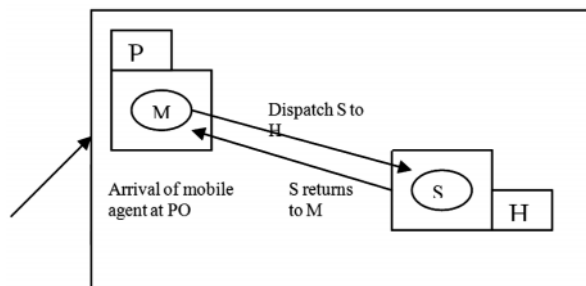 P
M
Dispatch S to
H
Arrival of mobile
agent at PO
S returns
to M
S
H